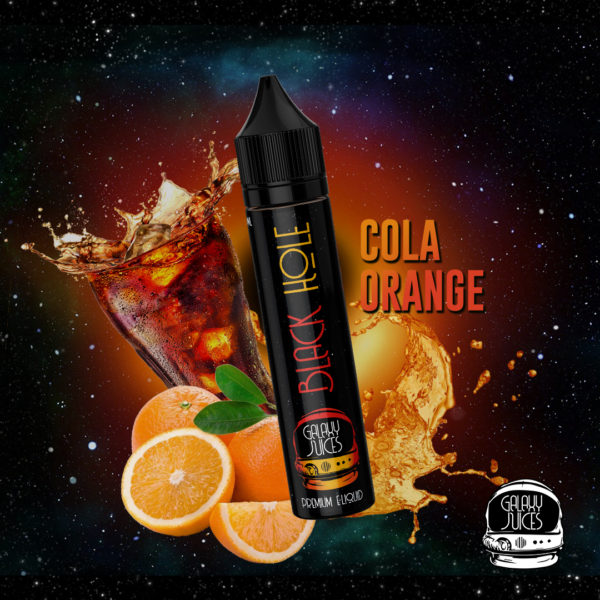 COLA
ORANGE
BLACK HOLE
GALAXY
JUICES
PREMIUM ELIQUID
GALAXY
JUICES